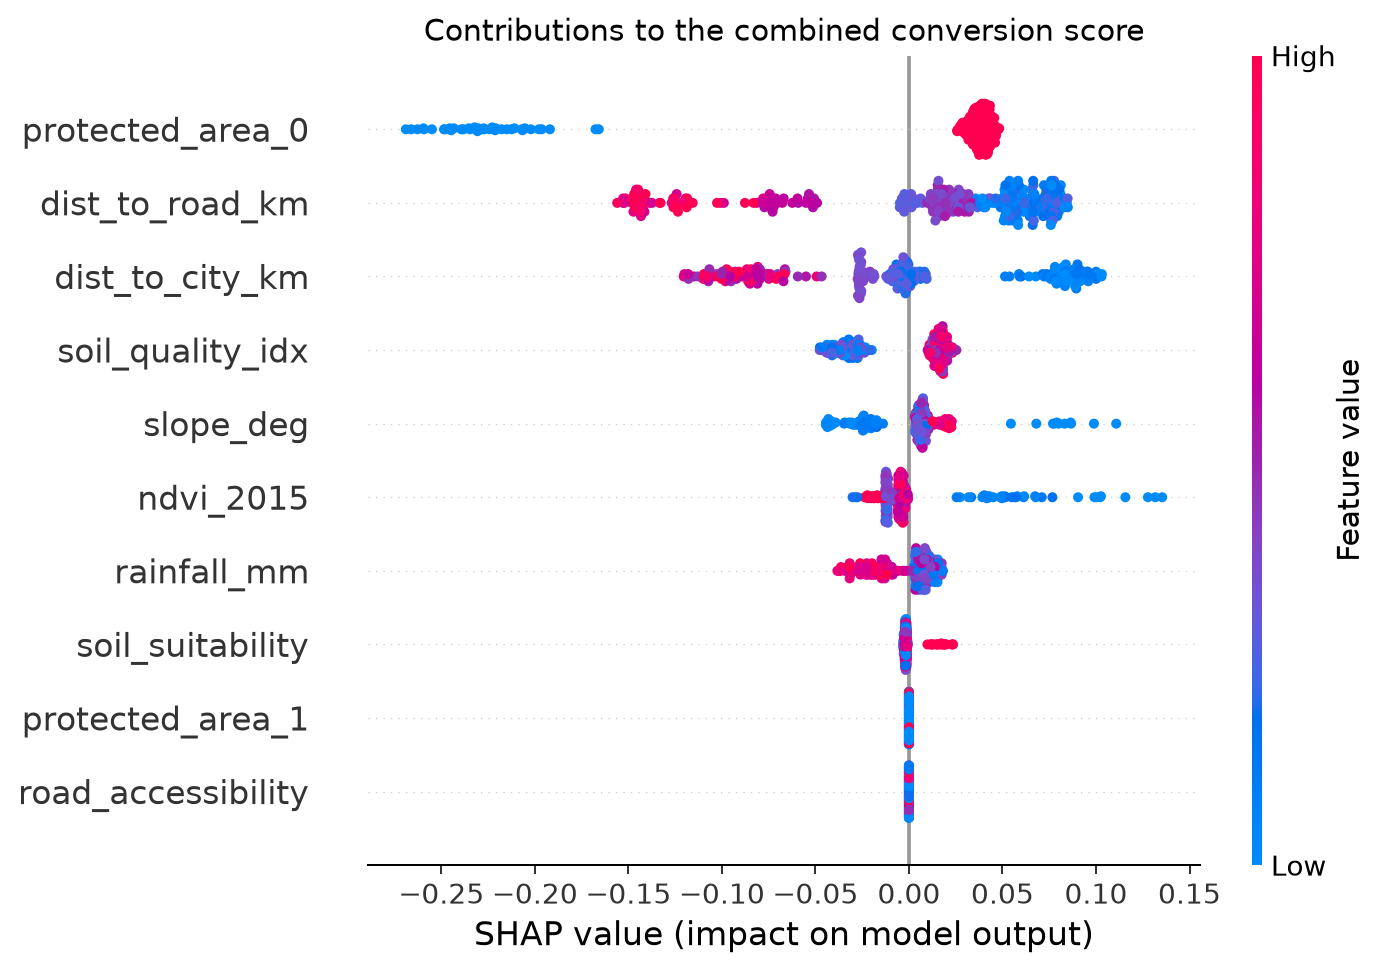 Contributions to the combined conversion score
High
protected_area_0
dist_to_road_km
dist_to_city_km
soil_quality_idx
slope_deg
ndvi_2015
rainfall_mm
soil_suitability
protected_area_1
road_accessibility
Feature value
Low
−0.25 −0.20 −0.15 −0.10 −0.05 0.00 0.05 0.10 0.15
SHAP value (impact on model output)